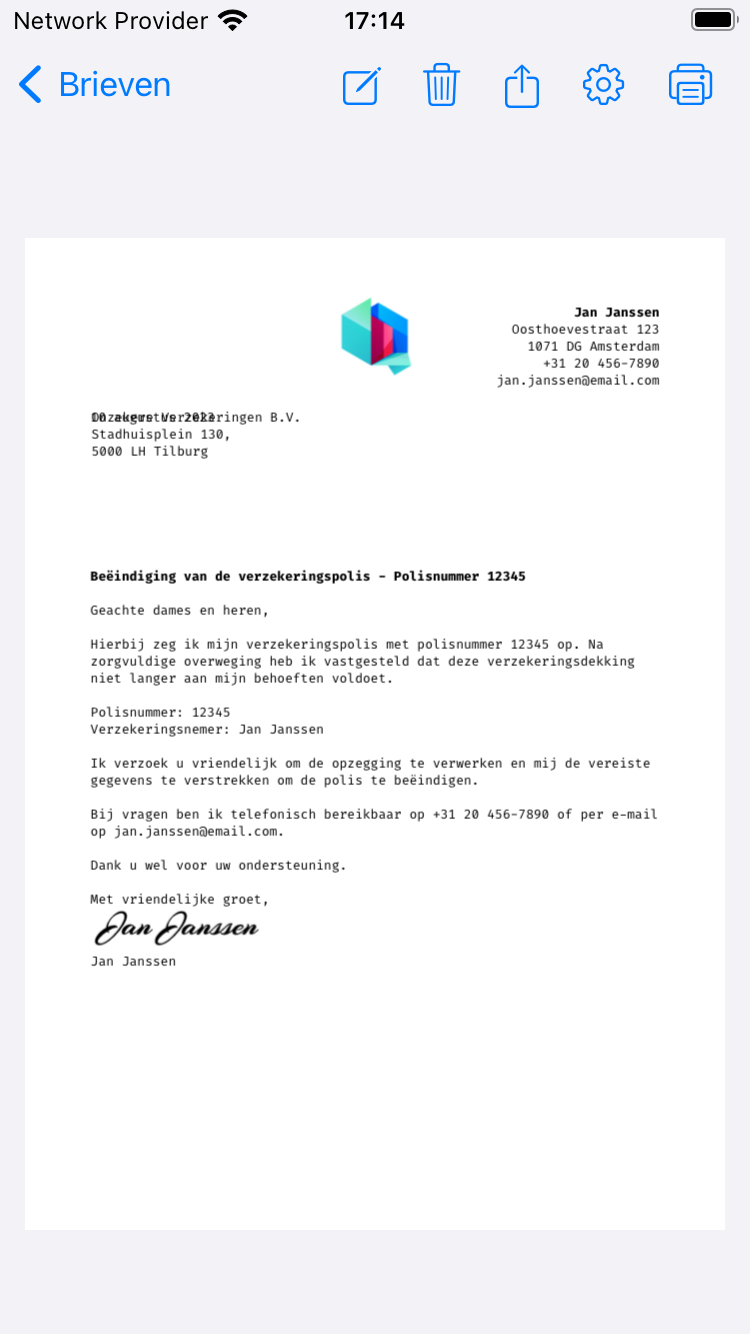 Network Provider 17:14
Brieven
Jan Janssen
Oosthoevestraat 123
1071 DG Amsterdam
+31 20 456-7890
jan.janssen@email.com
Verzekeringen B.V.
Stadhuisplein 130,
5000 LH Tilburg
Beëindiging van de verzekeringspolis - Polisnummer 12345
Geachte dames en heren,
Hierbij zeg ik mijn verzekeringspolis met polisnummer 12345 op. Na
zorgvuldige overweging heb ik vastgesteld dat deze verzekeringsdekking
niet langer aan mijn behoeften voldoet.
Polisnummer: 12345
Verzekeringsnemer: Jan Janssen
Ik verzoek u vriendelijk om de opzegging te verwerken en mij de vereiste
gegevens te verstrekken om de polis te beëindigen.
Bij vragen ben ik telefonisch bereikbaar op +31 20 456-7890 of per e-mail
op jan.janssen@email.com.
Dank u wel voor uw ondersteuning.
Met vriendelijke groet,
Jan Janssen
Jan Janssen